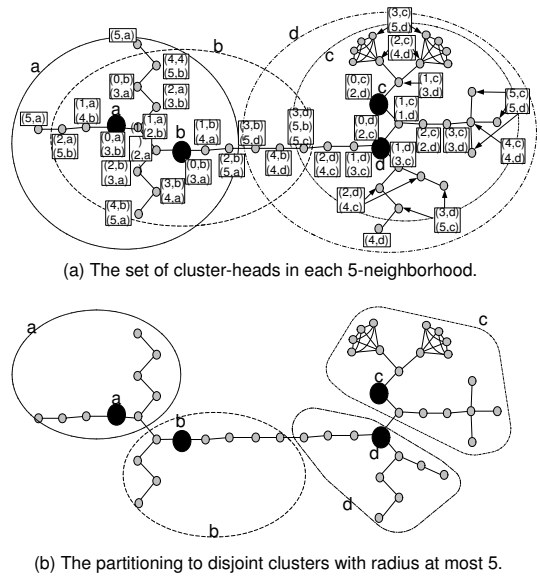 (5,a)
a
b
d
c
(3,c)
(5,d)
(2,c)
(4,d)
(4,4)
(5,b)
(0,b)
(3,a)
(2,a)
(3,b)
(1,a)
(4,b)
(5,a)
(2,a)
(5,b)
a
(0,a)
(3,b)
(1,a)
(2,b)
(2,a)
b
(1,b)
(4,a)
(0,b)
(3,a)
(2,b)
(5,a)
(3,b)
(5,d)
(4,b)
(4,d)
(3,d)
(5,b)
(5,c)
(2,d)
(4,c)
(1,d)
(3,c)
(0,d)
(2,c)
(0,c)
(2,d)
c
(1,c)
(3,d)
(1,c)
(1,d)
(2,c)
(2,d)
(3,c)
(3,d)
(5,c)
(5,d)
(4,c)
(4,d)
d
(1,d)
(3,c)
(2,b)
(3,a)
(3,b)
(4,a)
(4,b)
(5,a)
(2,d)
(4,c)
(3,d)
(5,c)
(4,d)
(a) The set of cluster-heads in each 5-neighborhood.
a
c
c
a
b
d
b
d
(b) The partitioning to disjoint clusters with radius at most 5.